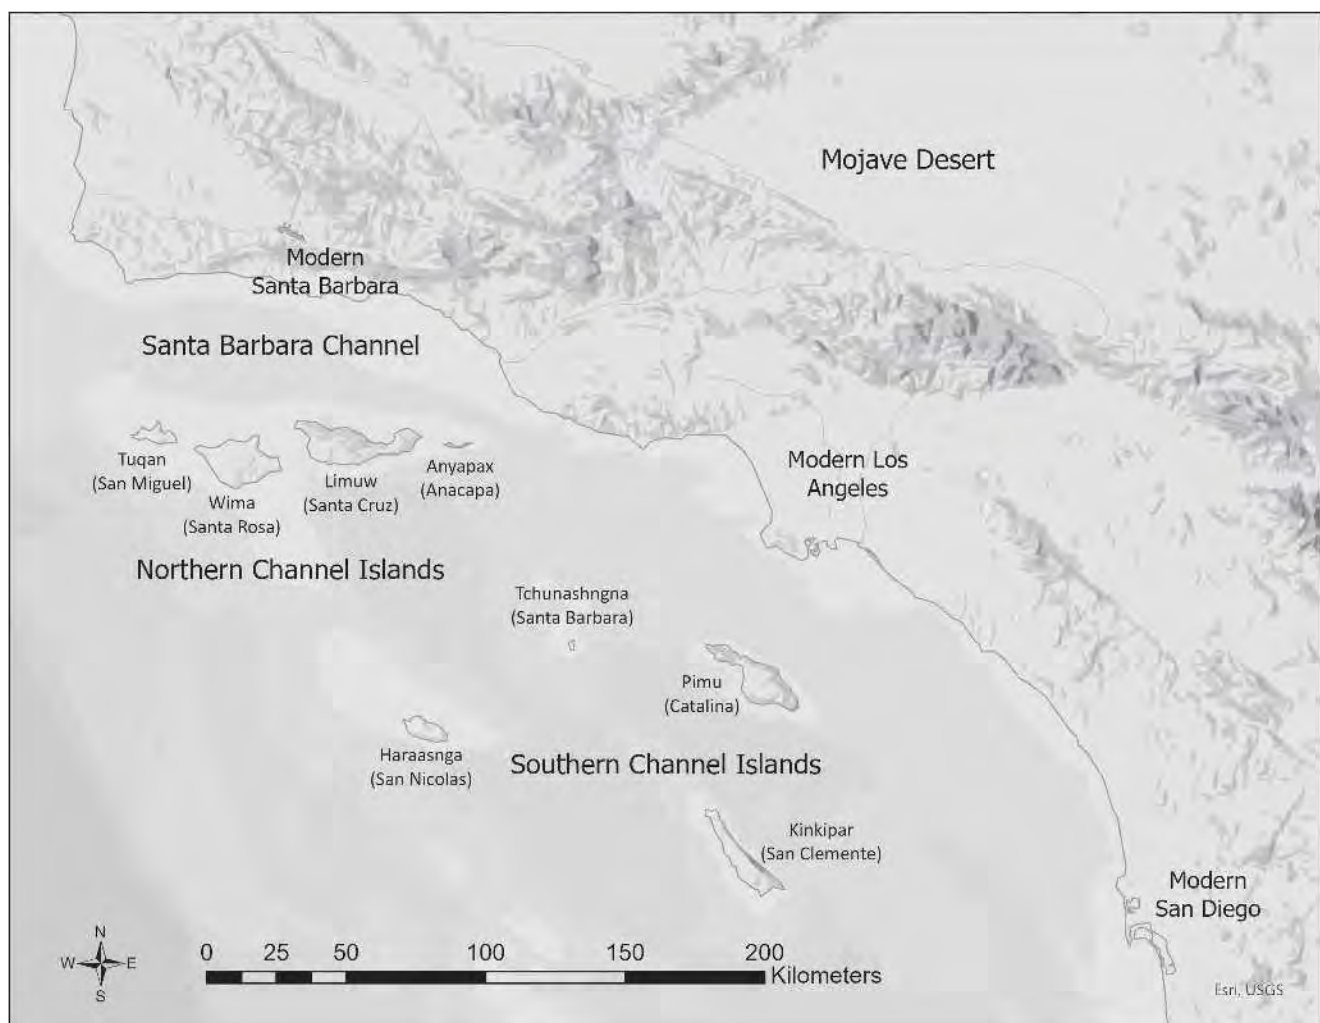 Mojave Desert
Modern
Santa Barbara
Santa Barbara Channel
Tuqan
(San Miguel)
Wima
(Santa Rosa)
Limuw
(Santa Cruz)
Anyapax
(Anacapa)
Modern Los
Angeles
Northern Channel Islands
Tchunashngna
(Santa Barbara)
Pimu
(Catalina)
Haraasnga
(San Nicolas)
Southern Channel Islands
Kinkipar
(San Clemente)
Modern
San Diego
N
W E
S
0 25 50 100 150 200
Kilometers
Esri, USGS